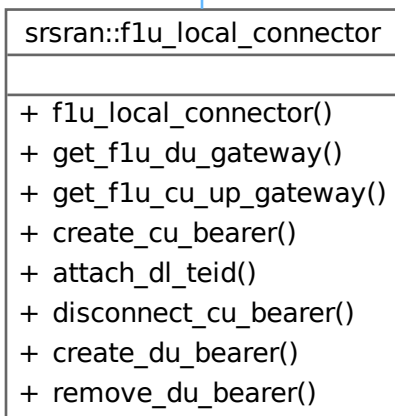 srsran::f1u_local_connector
+ f1u_local_connector()
+ get_f1u_du_gateway()
+ get_f1u_cu_up_gateway()
+ create_cu_bearer()
+ attach_dl_teid()
+ disconnect_cu_bearer()
+ create_du_bearer()
+ remove_du_bearer()